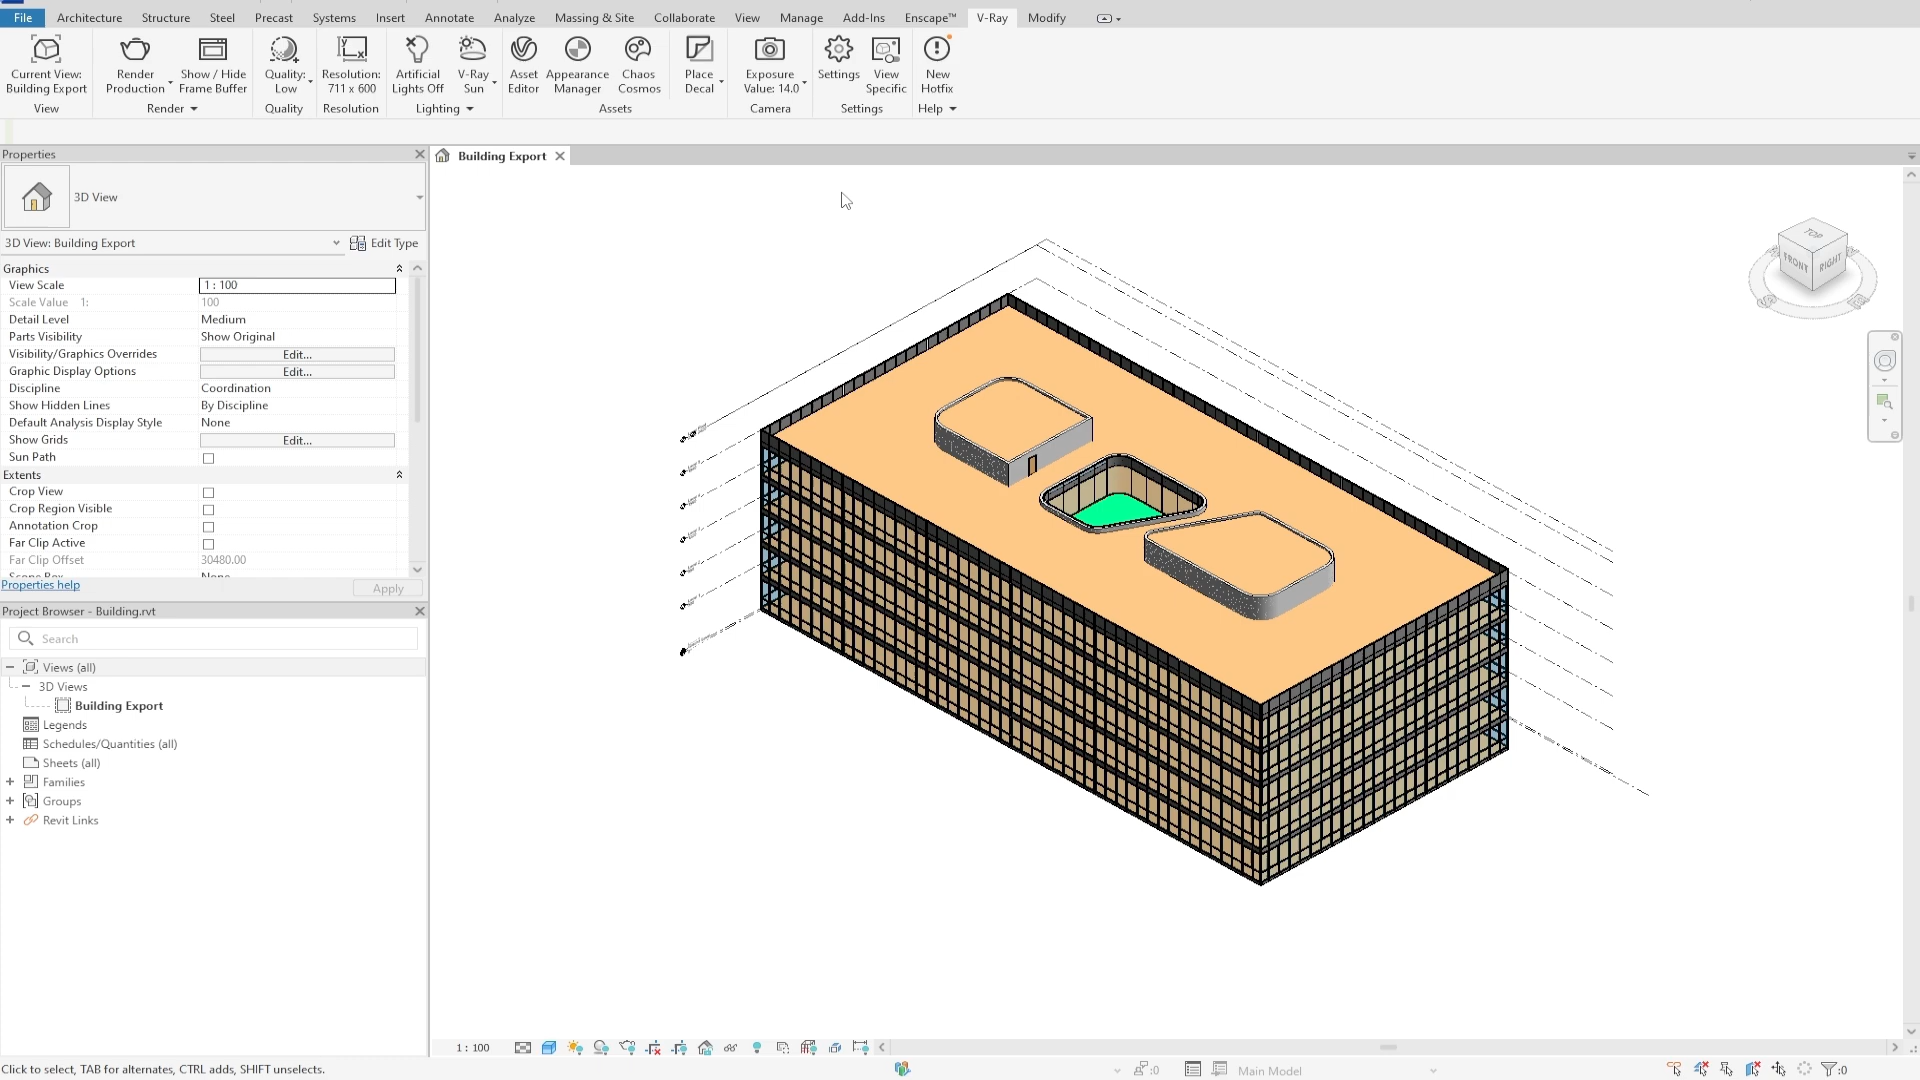 File Architecture Structure Steel Precast Systems Insert Annotate Analyze Massing & Site Collaborate View Manage Add-Ins Enscape™ V-Ray Modify
Current View: Building Export
Render Production
Show / Hide Frame Buffer
Quality: Low
Resolution: 711 x 600
Artificial Lights Off
V-Ray Sun
Asset Editor
Appearance Manager
Chaos Cosmos
Place Decal
Exposure Value: 14.0
Settings
View Specific
New Hotfix
View Render Quality Resolution Lighting Assets Camera Settings Help
Properties
3D View
3D View: Building Export Edit Type
Graphics
View Scale 1 : 100
Scale Value 1: 100
Detail Level Medium
Parts Visibility Show Original
Visibility/Graphics Overrides Edit...
Graphic Display Options Edit...
Discipline Coordination
Show Hidden Lines By Discipline
Default Analysis Display Style None
Show Grids Edit...
Sun Path
Extents
Crop View
Crop Region Visible
Annotation Crop
Far Clip Active
Far Clip Offset 30480.00
Scope Box None
Properties help Apply
Project Browser - Building.rvt
Search
Views (all)
3D Views
Building Export
Legends
Schedules/Quantities (all)
Sheets (all)
Families
Groups
Revit Links
Building Export
TOP
FRONT RIGHT
1 : 100
Click to select, TAB for alternates, CTRL adds, SHIFT unselects.
:0
Main Model
:0